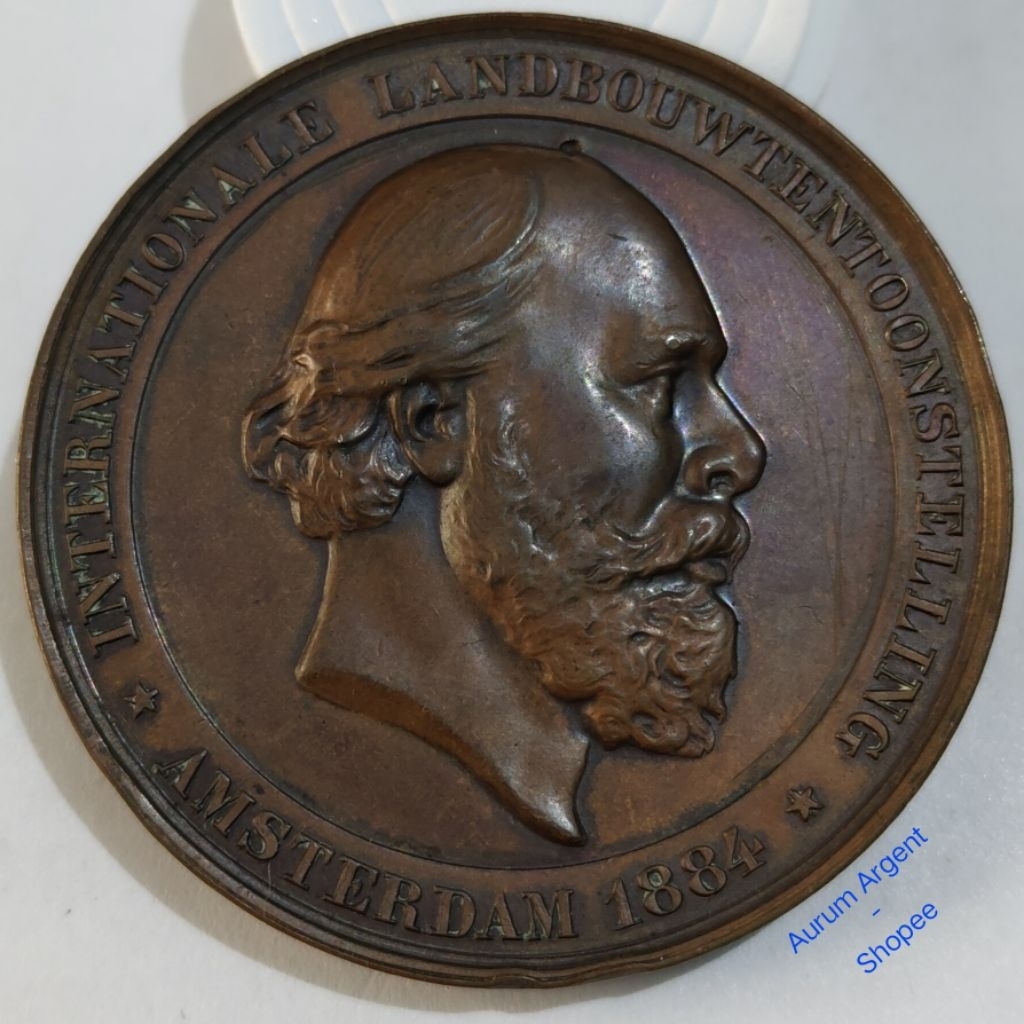 INTERNATIONALE LANDBOUWTENTOONSTELLING
AMSTERDAM 1884
Aurum Argent
-
Shopee